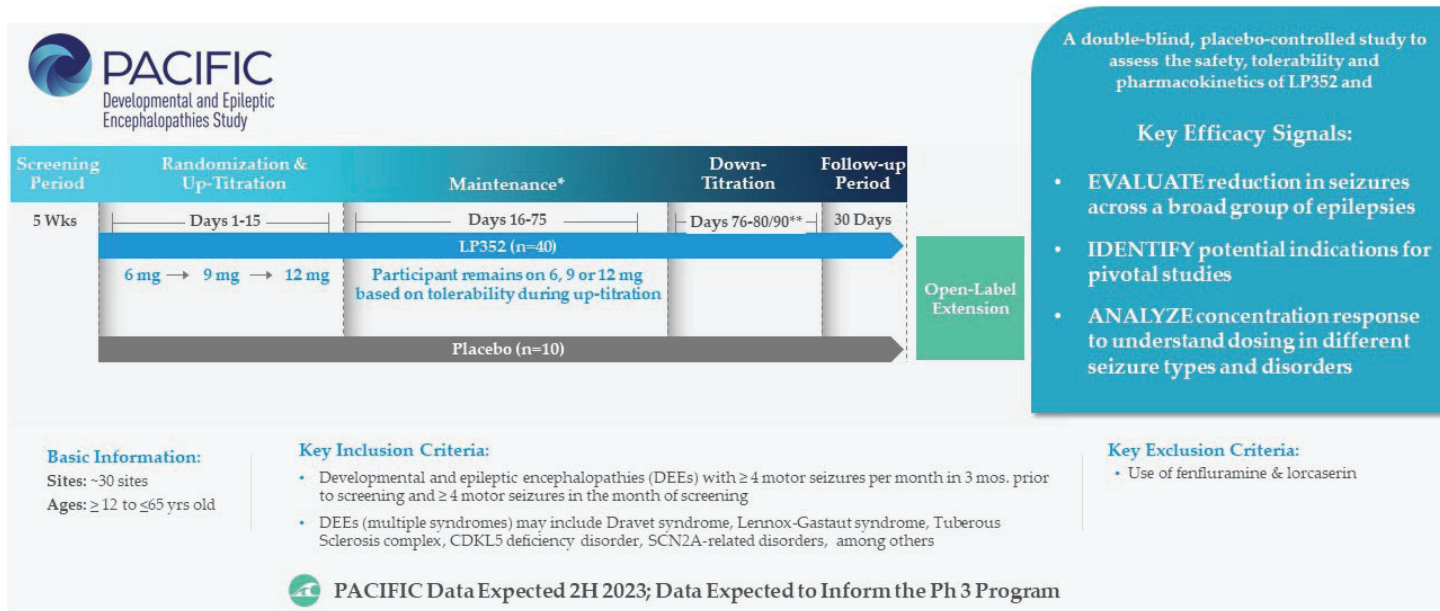 PACIFIC
Developmental and Epileptic
Encephalopathies Study
A double-blind, placebo-controlled study to
assess the safety, tolerability and
pharmacokinetics of LP352 and
Key Efficacy Signals:
• EVALUATE reduction in seizures
across a broad group of epilepsies
• IDENTIFY potential indications for
pivotal studies
• ANALYZE concentration response
to understand dosing in different
seizure types and disorders
Screening
Period
Randomization &
Up-Titration
Maintenance*
Down-
Titration
Follow-up
Period
5 Wks
Days 1-15
Days 16-75
Days 76-80/90**
30 Days
LP352 (n=40)
6 mg → 9 mg → 12 mg
Participant remains on 6, 9 or 12 mg
based on tolerability during up-titration
Placebo (n=10)
Open-Label
Extension
Basic Information:
Sites: ~30 sites
Ages: ≥ 12 to ≤65 yrs old
Key Inclusion Criteria:
• Developmental and epileptic encephalopathies (DEEs) with ≥ 4 motor seizures per month in 3 mos. prior
to screening and ≥ 4 motor seizures in the month of screening
• DEEs (multiple syndromes) may include Dravet syndrome, Lennox-Gastaut syndrome, Tuberous
Sclerosis complex, CDKL5 deficiency disorder, SCN2A-related disorders, among others
Key Exclusion Criteria:
• Use of fenfluramine & lorcaserin
PACIFIC Data Expected 2H 2023; Data Expected to Inform the Ph 3 Program